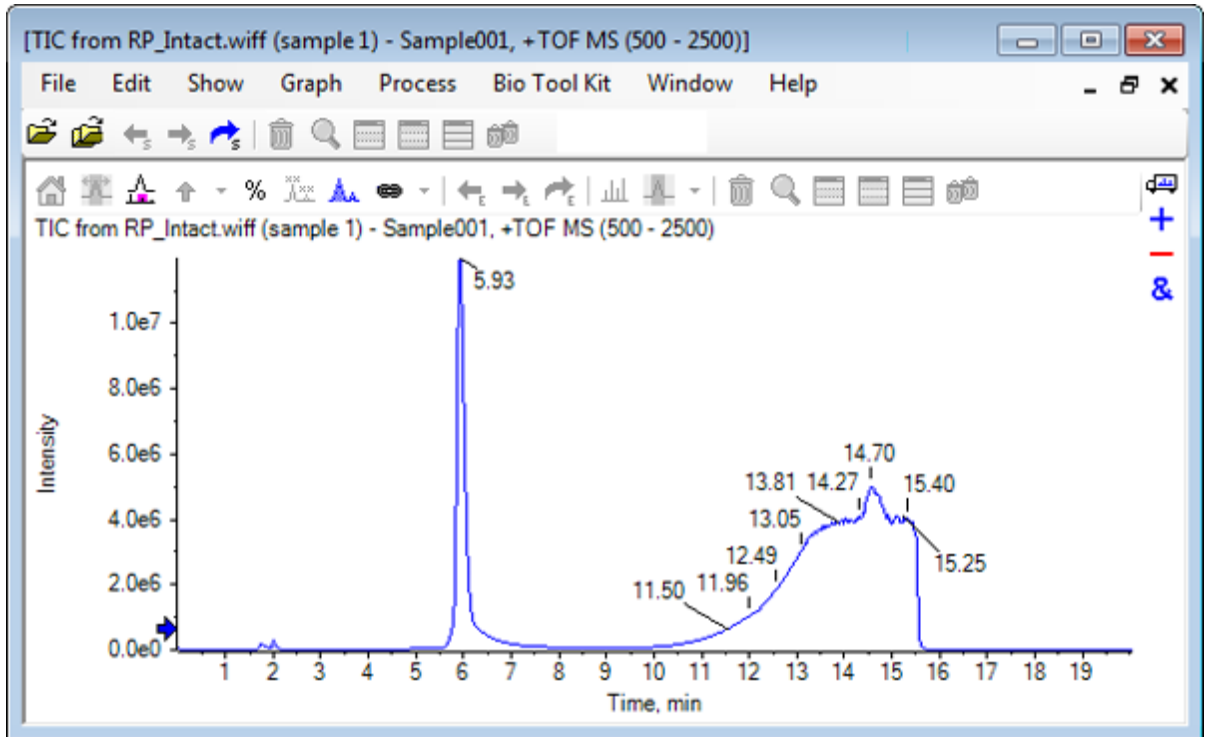 [TIC from RP_Intact.wiff (sample 1) - Sample001, +TOF MS (500 - 2500)]
File Edit Show Graph Process Bio Tool Kit Window Help
TIC from RP_Intact.wiff (sample 1) - Sample001, +TOF MS (500 - 2500)
5.93
1.0e7
8.0e6
6.0e6
4.0e6
2.0e6
0.0e0
Intensity
14.70
13.81 14.27 15.40
13.05
12.49
11.50 11.96 15.25
1 2 3 4 5 6 7 8 9 10 11 12 13 14 15 16 17 18 19
Time, min